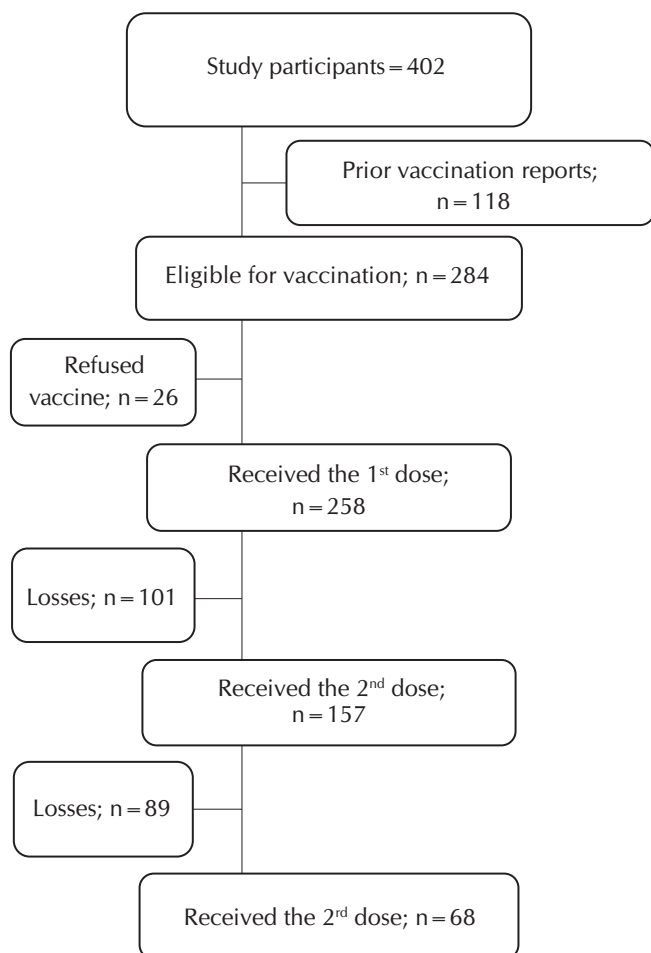 Study participants = 402
Prior vaccination reports;
n = 118
Eligible for vaccination; n = 284
Refused
vaccine; n = 26
Received the 1st dose;
n = 258
Losses; n = 101
Received the 2nd dose;
n = 157
Losses; n = 89
Received the 2rd dose; n = 68